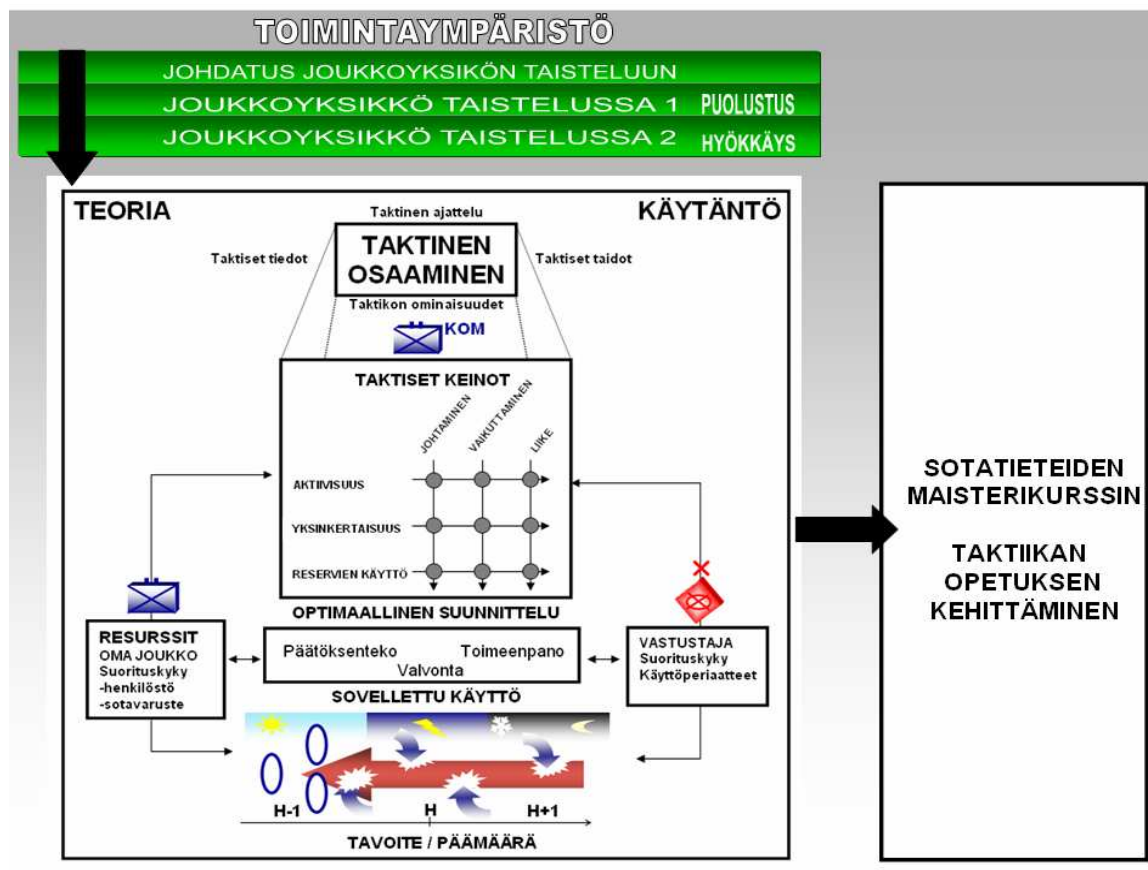 TOIMINTAYMPÄRISTÖ
JOHDATUS JOUKKOYKSIKÖN TAISTELUUN
JOUKKOYKSIKKÖ TAISTELUSSA 1 PUOLUSTUS
JOUKKOYKSIKKÖ TAISTELUSSA 2 HYÖKKÄYS
TEORIA
KÄYTÄNTÖ
Taktinen ajattelu
TAKTINEN
OSAAMINEN
Taktiset tiedot
Taktiset taidot
Taktikon ominaisuudet
KOM
TAKTISET KEINOT
JOHTAMINEN
VAIKUTTAMINEN
LIIKE
AKTIIVISUUS
YKSINKERTAISUUS
RESERVIEN KÄYTTÖ
OPTIMAALLINEN SUUNNITTELU
RESURSSIT
OMA JOUKKO
Suorituskyky
-henkilöstö
-sotavaruste
Päätöksenteko Toimeenpano
Valvonta
VASTUSTAJA
Suorituskyky
Käyttöperiaatteet
SOVELLETTU KÄYTTÖ
H-1 H H+1
TAVOITE / PÄÄMÄÄRÄ
SOTATIETEIDEN
MAISTERIKURSSIN
TAKTIIKAN
OPETUKSEN
KEHITTÄMINEN